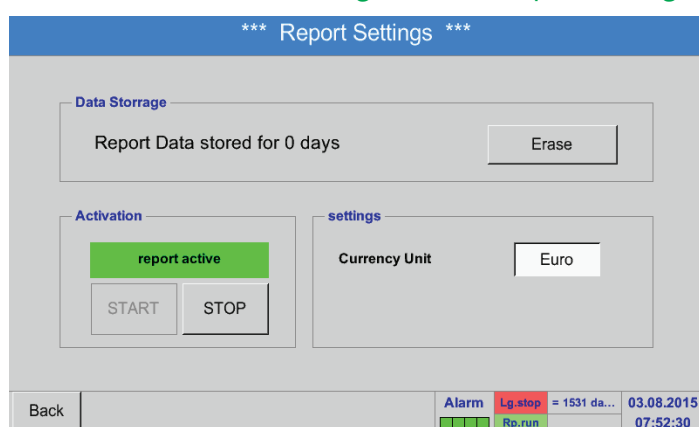 *** Report Settings ***
Data Storrage
Report Data stored for 0 days
Erase
Activation
settings
report active
Currency Unit
Euro
START
STOP
Back
Alarm
Lg.stop
= 1531 da...
03.08.2015
Rp.run
07:52:30